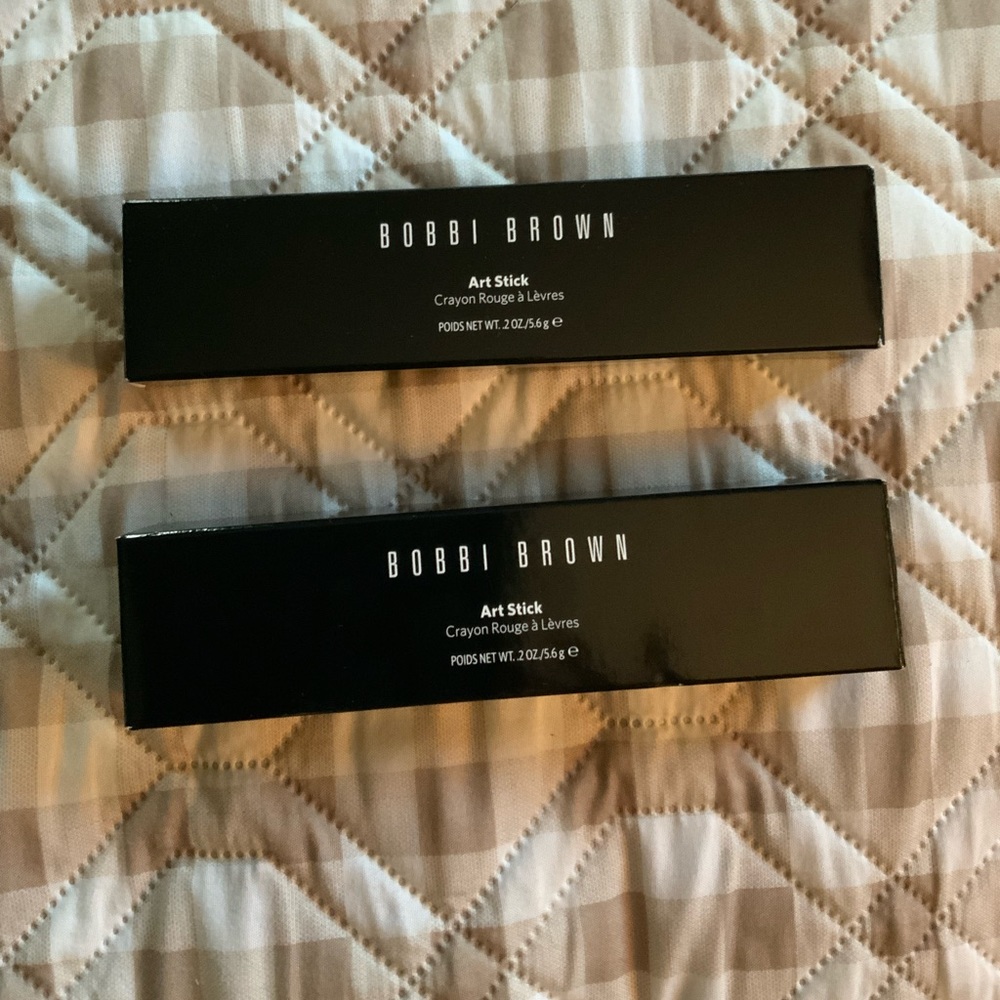 BOBBI BROWN
Art Stick
Crayon Rouge à Lèvres
POIDS NET WT. .2 OZ./5.6 g ℮
BOBBI BROWN
Art Stick
Crayon Rouge à Lèvres
POIDS NET WT. .2 OZ./5.6 g ℮